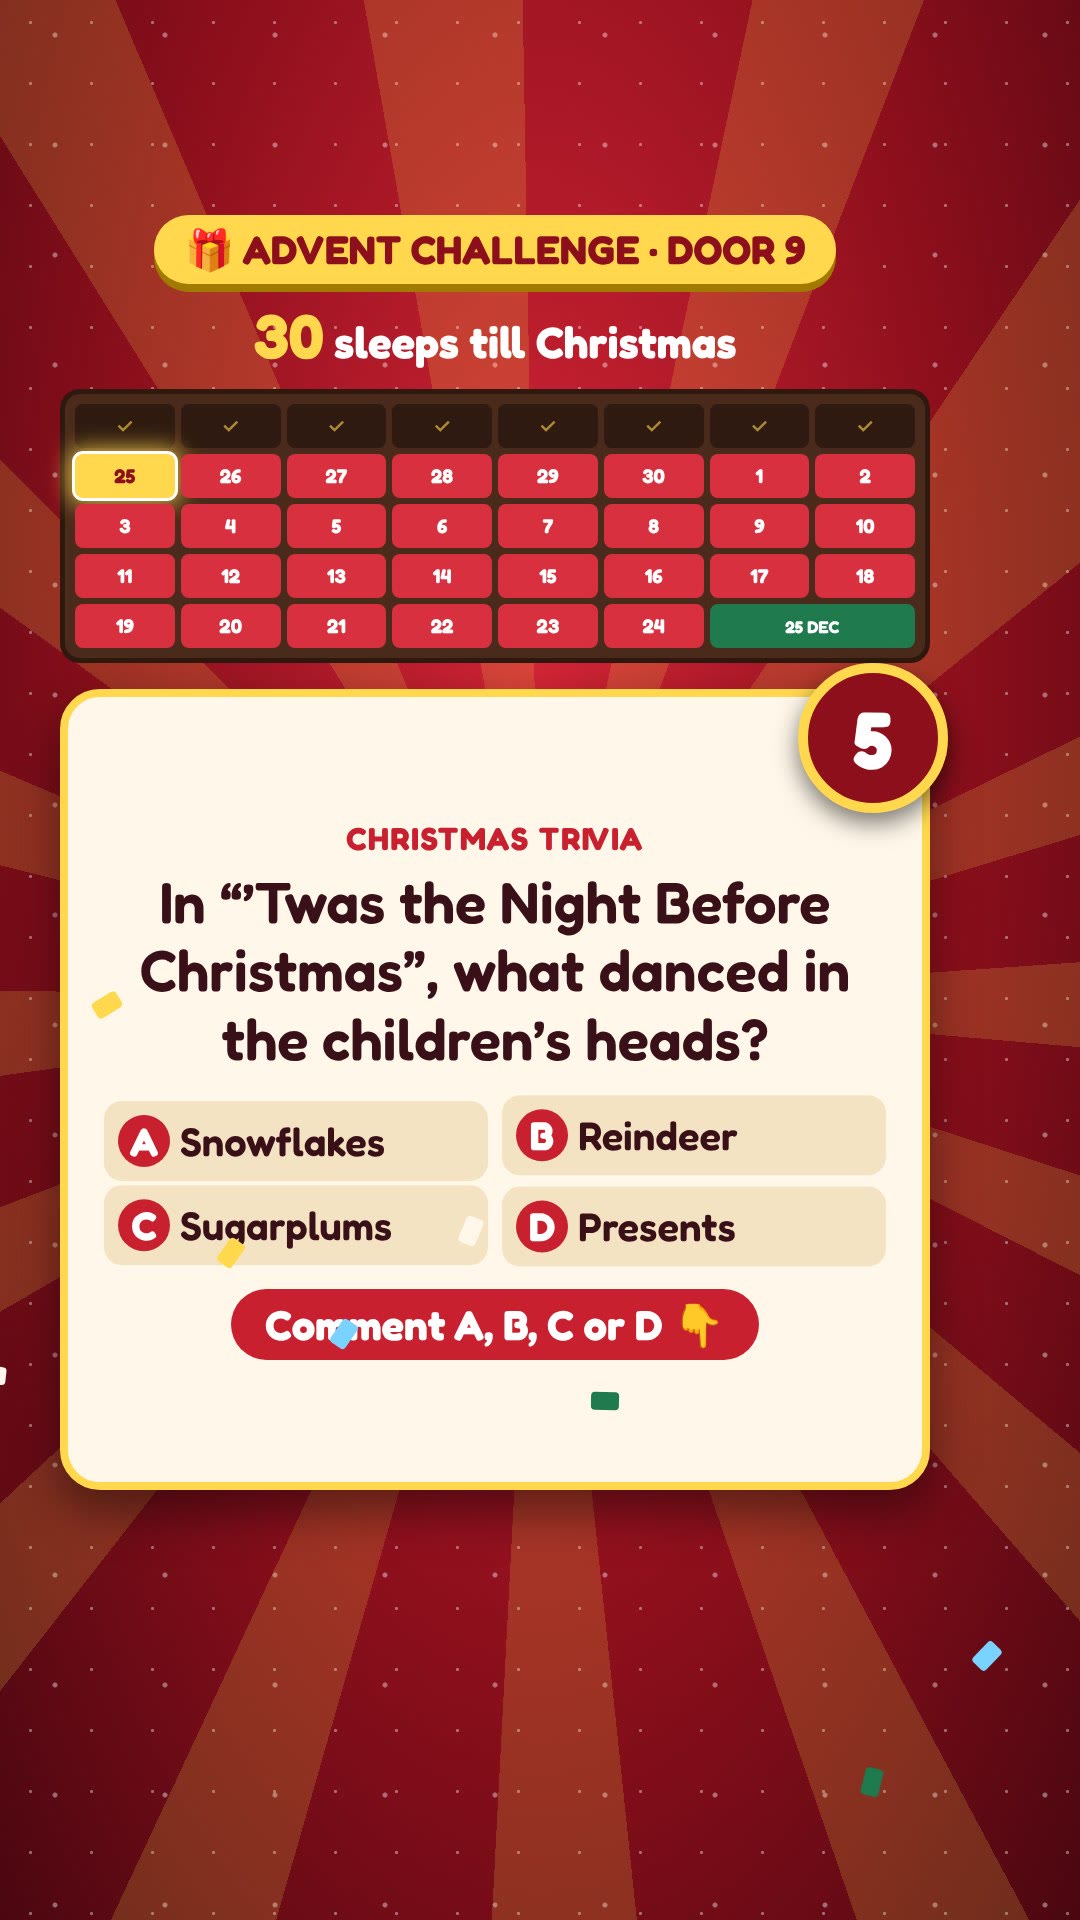 🎁 ADVENT CHALLENGE · DOOR 9
30 sleeps till Christmas
✓ ✓ ✓ ✓ ✓ ✓ ✓ ✓
25 26 27 28 29 30 1 2
3 4 5 6 7 8 9 10
11 12 13 14 15 16 17 18
19 20 21 22 23 24 25 DEC
5
CHRISTMAS TRIVIA
In “’Twas the Night Before
Christmas”, what danced in
the children’s heads?
A Snowflakes
B Reindeer
C Sugarplums
D Presents
Comment A, B, C or D 👇